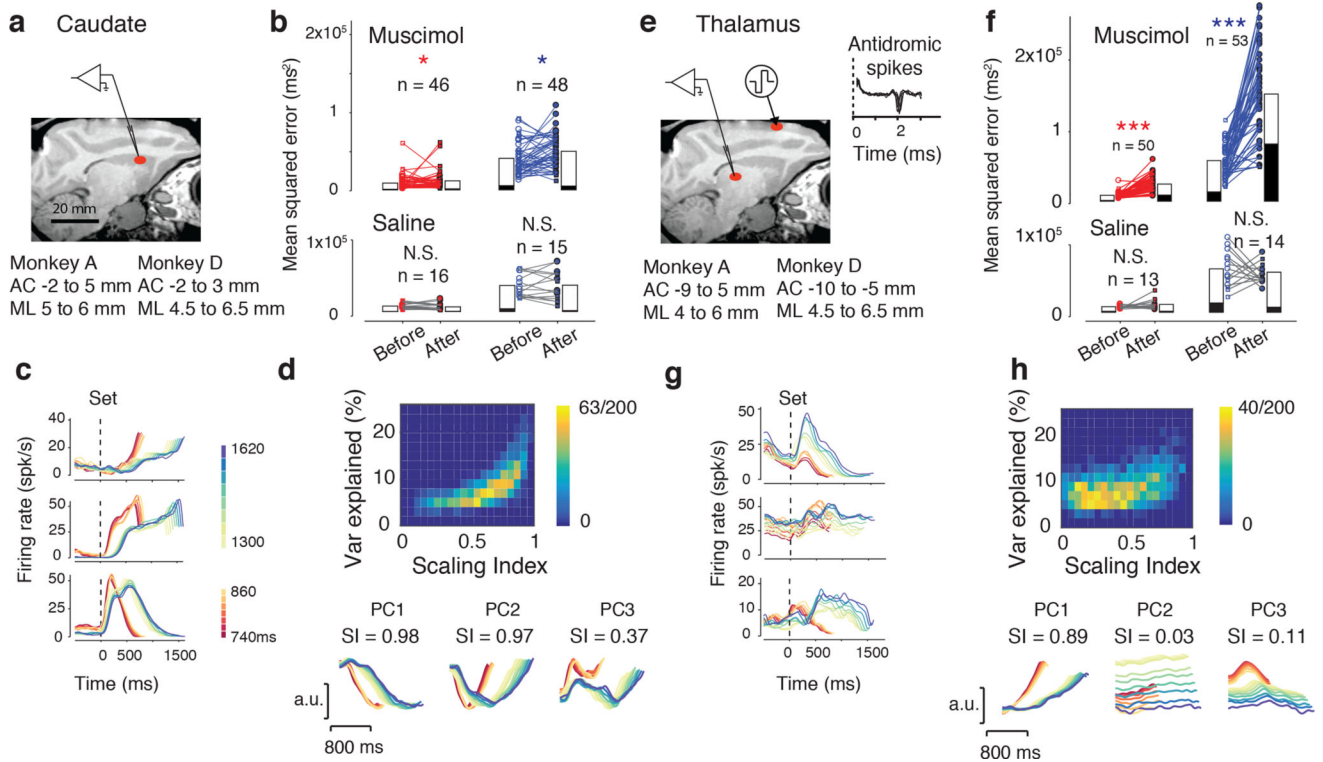 a Caudate
20 mm
Monkey A Monkey D
AC -2 to 5 mm AC -2 to 3 mm
ML 5 to 6 mm ML 4.5 to 6.5 mm
b
Mean squared error (ms²)
2x10⁵
1
0
Muscimol
* *
n = 46 n = 48
Saline
1x10⁵
0
N.S. N.S.
n = 16 n = 15
Before After Before After
c
Set
Firing rate (spk/s)
40
20
0
50
25
0
50
25
0
0 500 1500
Time (ms)
1620
1300
860
740ms
d
Var explained (%)
20
10
0
0 0.5 1
Scaling Index
63/200
0
PC1 PC2 PC3
SI = 0.98 SI = 0.97 SI = 0.37
a.u.
800 ms
e Thalamus
Antidromic
spikes
0 2
Time (ms)
Monkey A Monkey D
AC -9 to 5 mm AC -10 to -5 mm
ML 4 to 6 mm ML 4.5 to 6.5 mm
f
Mean squared error (ms²)
2x10⁵
1
0
Muscimol
*** ***
n = 50 n = 53
Saline
1x10⁵
0
N.S. N.S.
n = 13 n = 14
Before After Before After
g
Set
Firing rate (spk/s)
50
25
0
50
25
0
20
10
0
0 500 1500
Time (ms)
h
Var explained (%)
20
10
0
0 0.5 1
Scaling Index
40/200
0
PC1 PC2 PC3
SI = 0.89 SI = 0.03 SI = 0.11
a.u.
800 ms